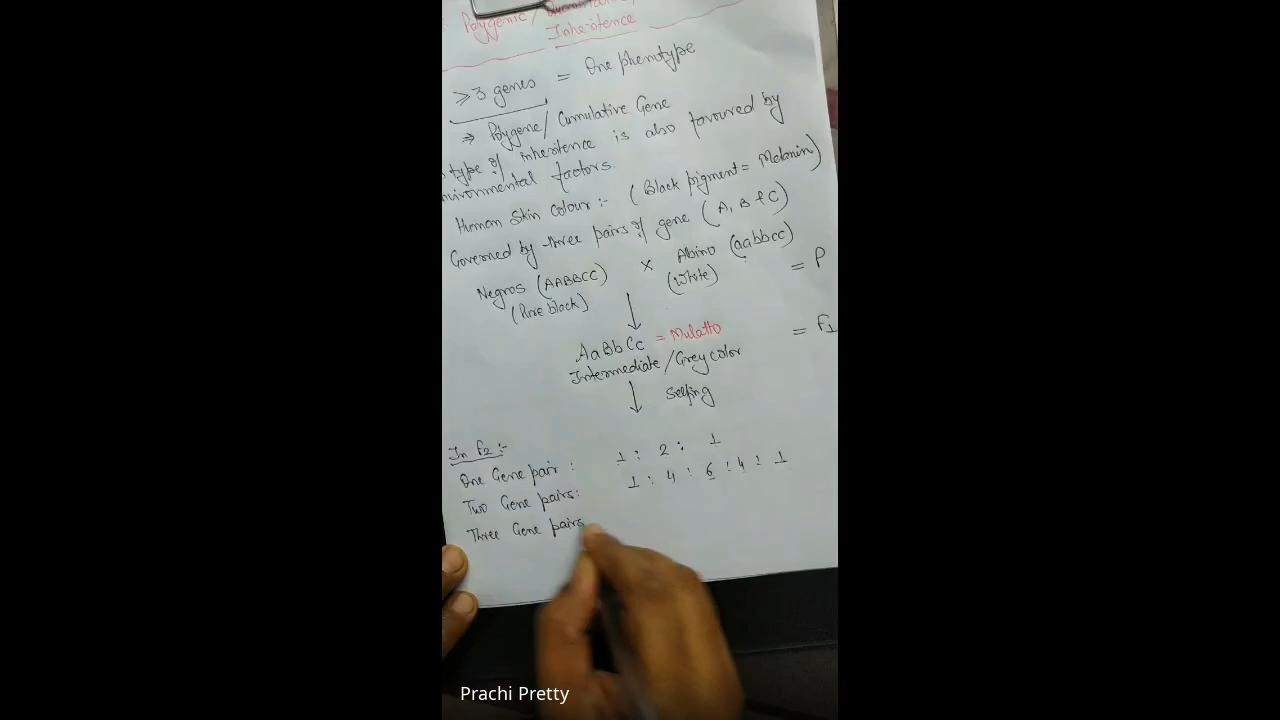 Polygenic /
Inheritence
≥3 genes = One phenotype
⇒ Polygene/ Cumulative Gene
type of inheritence is also favoured by
nvironmental factors.
Human Skin Colour :- (Black pigment = Melanin)
Governed by three pairs of gene (A, B & C)
Negros (AABBCC) × Albino (aabbcc)
(Pure black) (White) = P
↓
AaBbCc = Mulatto = F1
Intermediate/Grey color
↓ Selfing
In F2 :-
One Gene pair : 1 : 2 : 1
Two Gene pairs: 1 : 4 : 6 : 4 : 1
Three Gene pairs
Prachi Pretty